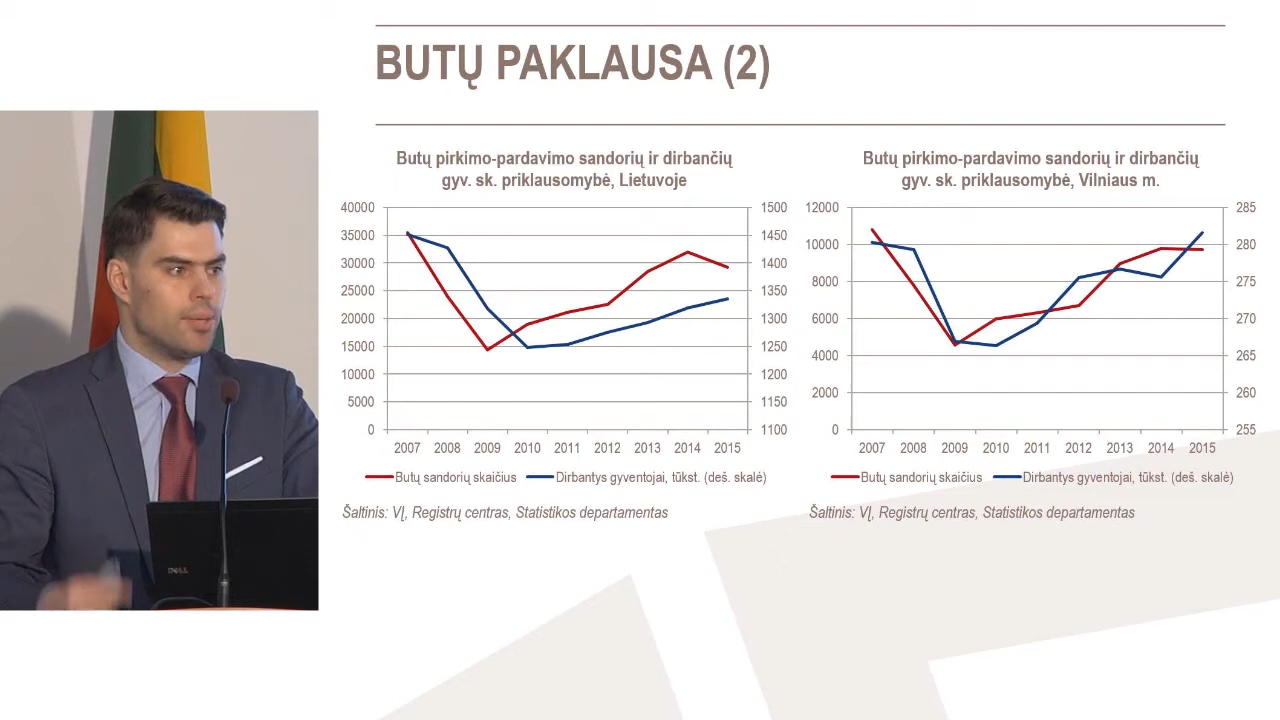 BUTŲ PAKLAUSA (2)
Butų pirkimo-pardavimo sandorių ir dirbančių
gyv. sk. priklausomybė, Lietuvoje
40000
35000
30000
25000
20000
15000
10000
5000
0
1500
1450
1400
1350
1300
1250
1200
1150
1100
2007 2008 2009 2010 2011 2012 2013 2014 2015
Butų sandorių skaičius
Dirbantys gyventojai, tūkst. (deš. skalė)
Šaltinis: VĮ, Registrų centras, Statistikos departamentas
Butų pirkimo-pardavimo sandorių ir dirbančių
gyv. sk. priklausomybė, Vilniaus m.
12000
10000
8000
6000
4000
2000
0
285
280
275
270
265
260
255
2007 2008 2009 2010 2011 2012 2013 2014 2015
Butų sandorių skaičius
Dirbantys gyventojai, tūkst. (deš. skalė)
Šaltinis: VĮ, Registrų centras, Statistikos departamentas
DELL